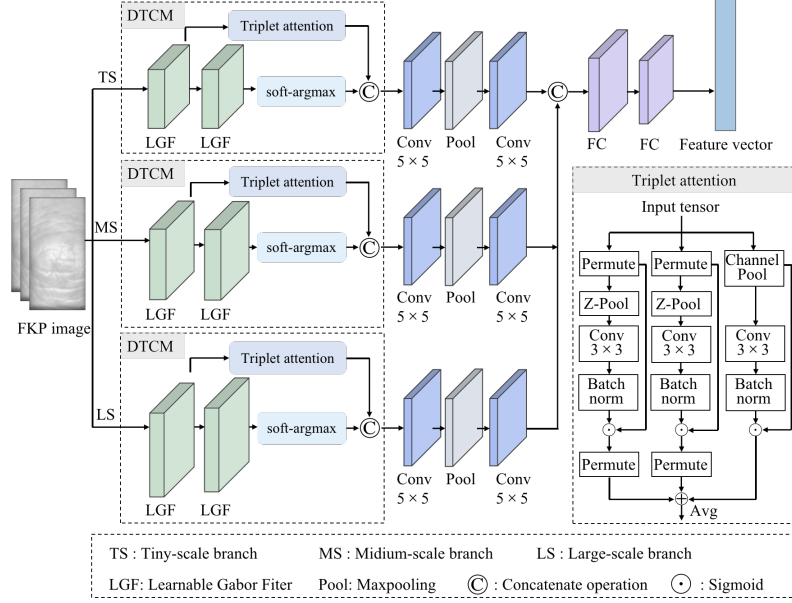 DTCM
Triplet attention
TS
soft-argmax
C
C
LGF
LGF
Conv
5 × 5
Pool
Conv
5 × 5
FC
FC
Feature vector
DTCM
Triplet attention
MS
soft-argmax
C
LGF
LGF
Conv
5 × 5
Pool
Conv
5 × 5
FKP image
DTCM
Triplet attention
LS
soft-argmax
C
LGF
LGF
Conv
5 × 5
Pool
Conv
5 × 5
Triplet attention
Input tensor
Permute Permute Channel
Pool
Z-Pool Z-Pool
Conv Conv Conv
3 × 3 3 × 3 3 × 3
Batch Batch Batch
norm norm norm
Permute Permute
Avg
TS : Tiny-scale branch MS : Midium-scale branch LS : Large-scale branch
LGF: Learnable Gabor Fiter Pool: Maxpooling C : Concatenate operation : Sigmoid